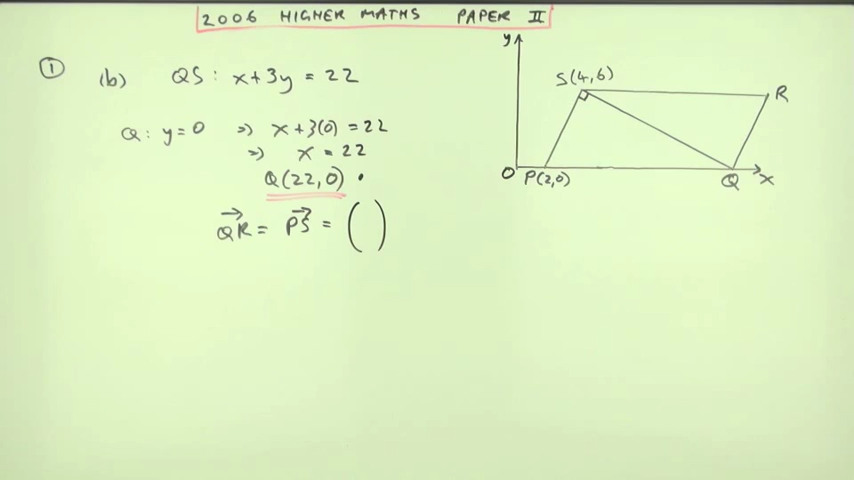 2006 HIGHER MATHS PAPER II
① (b) QS: x+3y = 22
Q: y=0 => x+3(0) = 22
=> x = 22
Q(22,0)
QR = PS = ( )
y
S(4,6)
R
O P(2,0) Q x